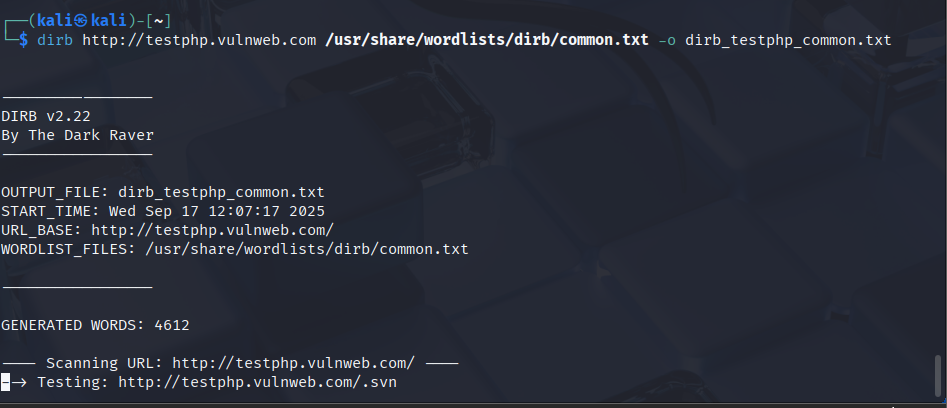 ┌──(kali㉿kali)-[~]
└─$ dirb http://testphp.vulnweb.com /usr/share/wordlists/dirb/common.txt -o dirb_testphp_common.txt
-----------------
DIRB v2.22
By The Dark Raver
-----------------
OUTPUT_FILE: dirb_testphp_common.txt
START_TIME: Wed Sep 17 12:07:17 2025
URL_BASE: http://testphp.vulnweb.com/
WORDLIST_FILES: /usr/share/wordlists/dirb/common.txt
-----------------
GENERATED WORDS: 4612
---- Scanning URL: http://testphp.vulnweb.com/ ----
--> Testing: http://testphp.vulnweb.com/.svn